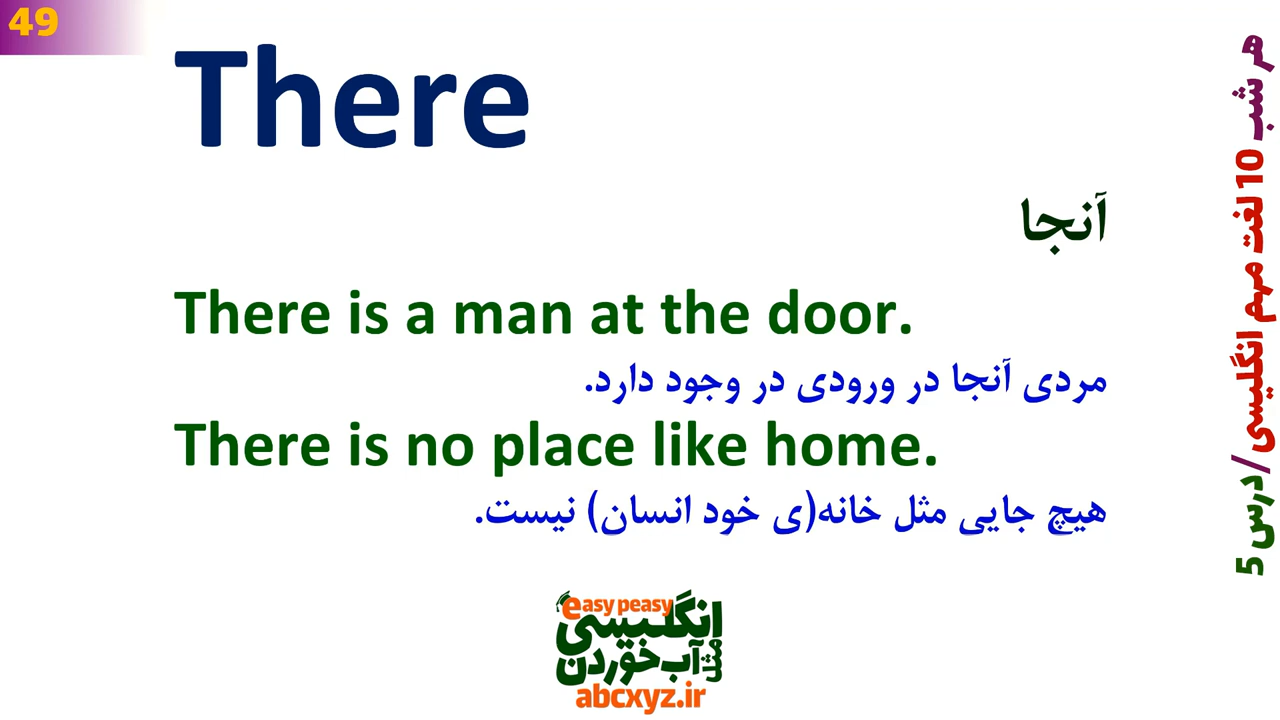 49
There
آنجا
There is a man at the door.
مردی آنجا در ورودی در وجود دارد.
There is no place like home.
هیچ جایی مثل خانه(ی خود انسان) نیست.
easy peasy
انگلیسی
مثل آب خوردن
abcxyz.ir
هر شب 10 لغت مهم انگلیسی/درس 5